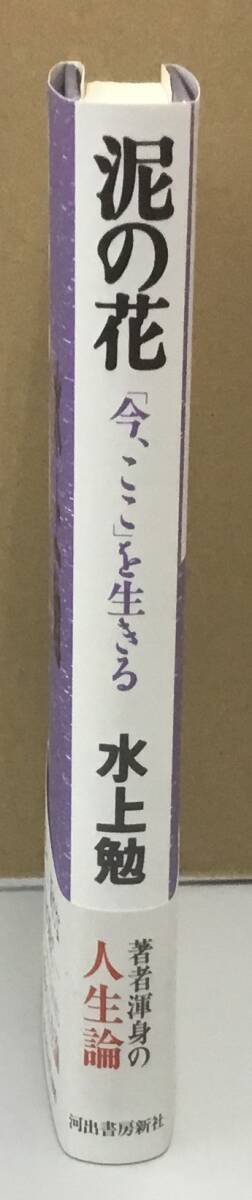 泥の花
「今、ここ」を生きる
水上勉
著者渾身の
人生論
河出書房新社